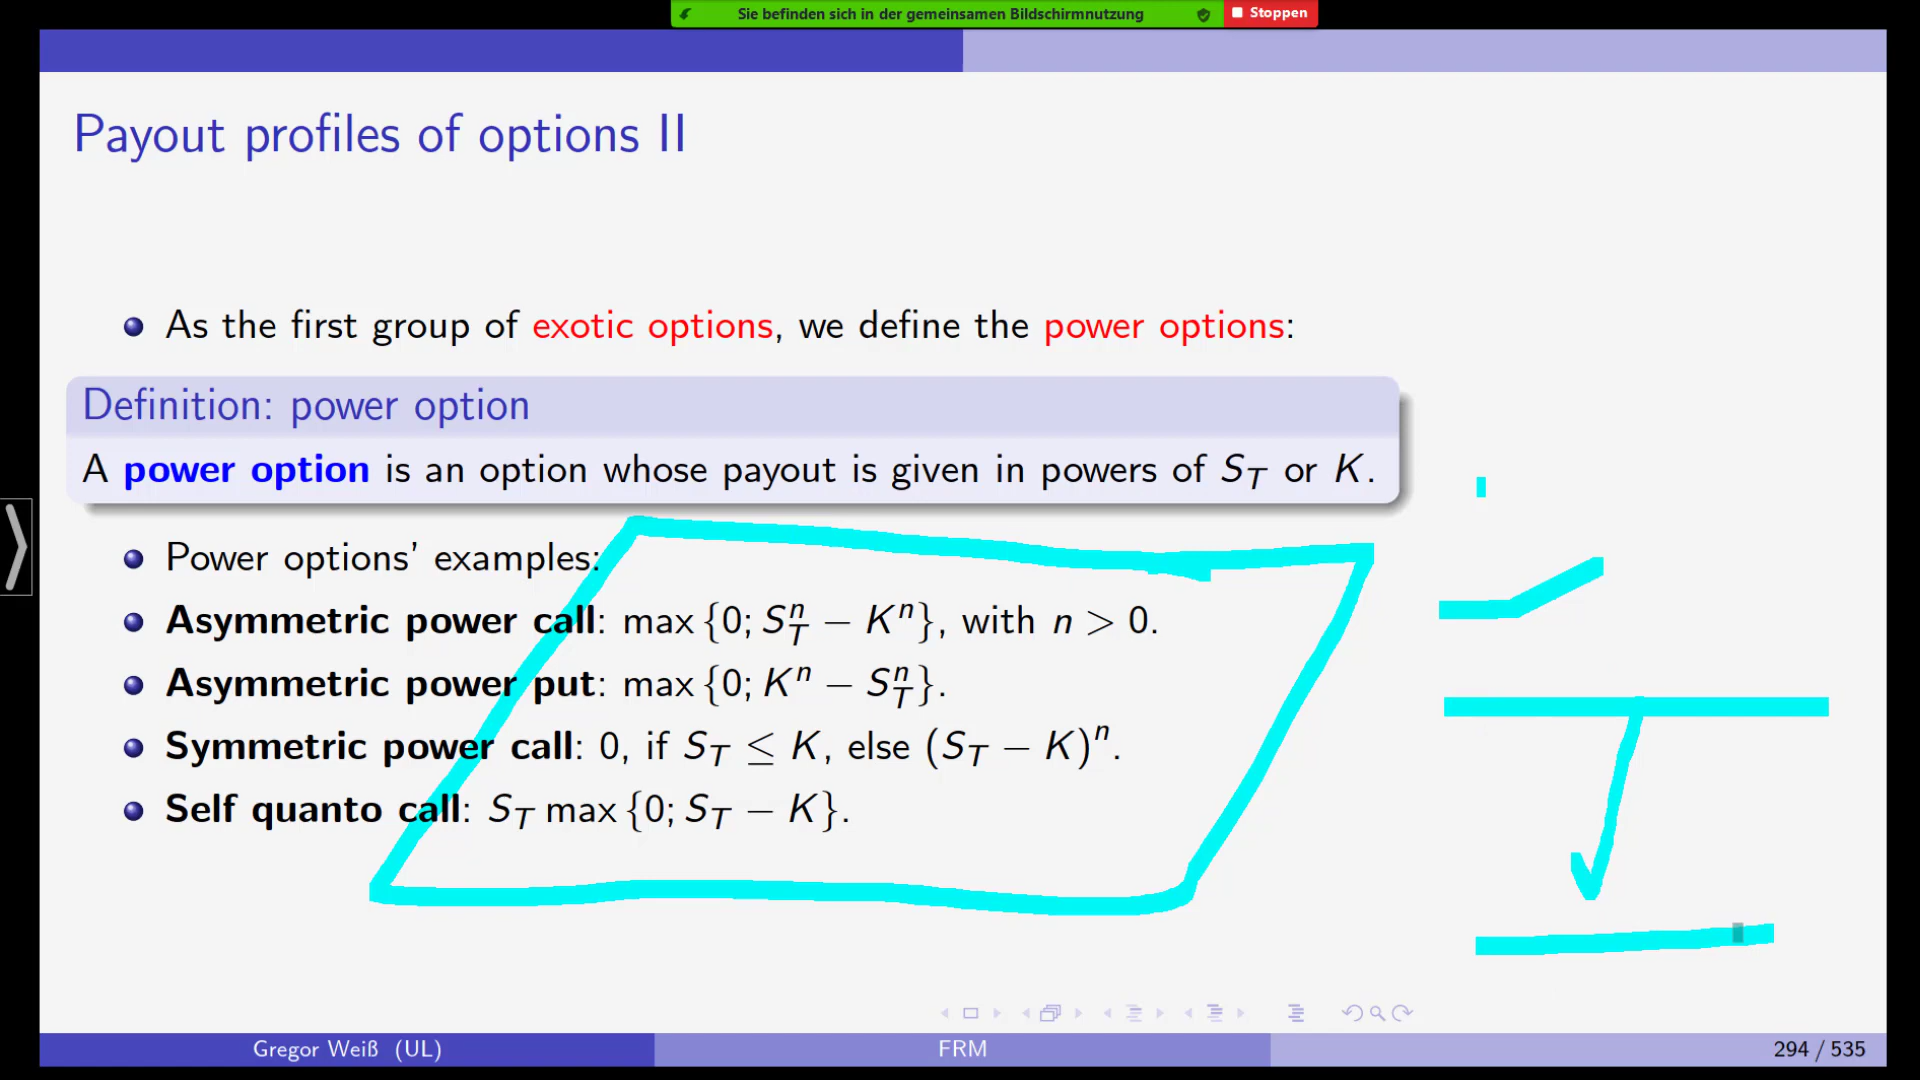 Sie befinden sich in der gemeinsamen Bildschirmnutzung Stoppen
Payout profiles of options II
As the first group of exotic options, we define the power options:
Definition: power option
A power option is an option whose payout is given in powers of S_T or K.
Power options' examples:
Asymmetric power call: max {0; S_T^n − K^n}, with n > 0.
Asymmetric power put: max {0; K^n − S_T^n}.
Symmetric power call: 0, if S_T ≤ K, else (S_T − K)^n.
Self quanto call: S_T max {0; S_T − K}.
Gregor Weiß (UL) FRM 294 / 535